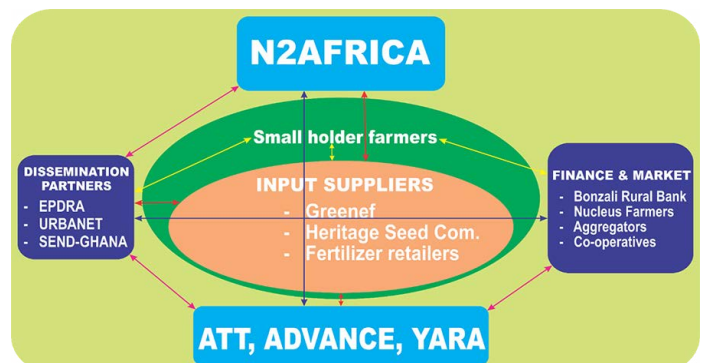 N2AFRICA
Small holder farmers
DISSEMINATION
PARTNERS
- EPDRA
- URBANET
- SEND-GHANA
INPUT SUPPLIERS
- Greenef
- Heritage Seed Com.
- Fertilizer retailers
FINANCE & MARKET
- Bonzali Rural Bank
- Nucleus Farmers
- Aggregators
- Co-operatives
ATT, ADVANCE, YARA